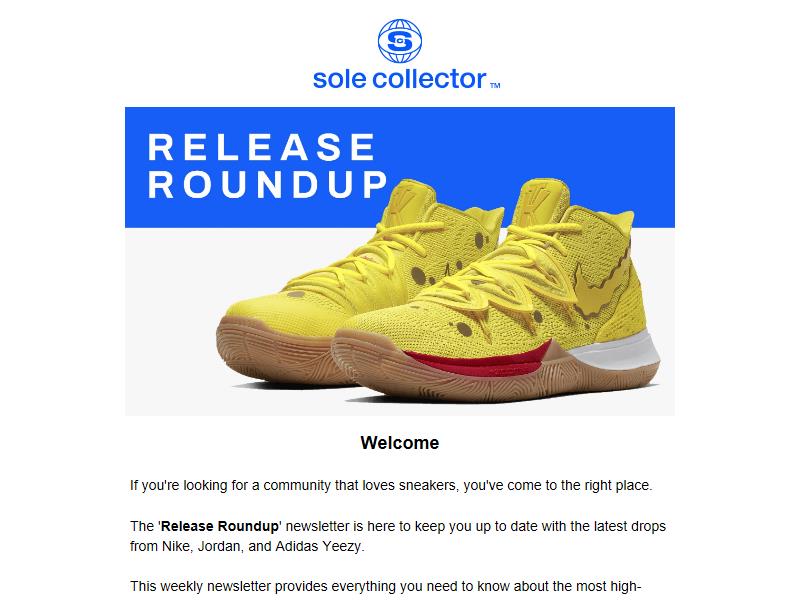 S
sole collector™
RELEASE
ROUNDUP
K
Welcome
If you're looking for a community that loves sneakers, you've come to the right place.
The 'Release Roundup' newsletter is here to keep you up to date with the latest drops
from Nike, Jordan, and Adidas Yeezy.
This weekly newsletter provides everything you need to know about the most high-